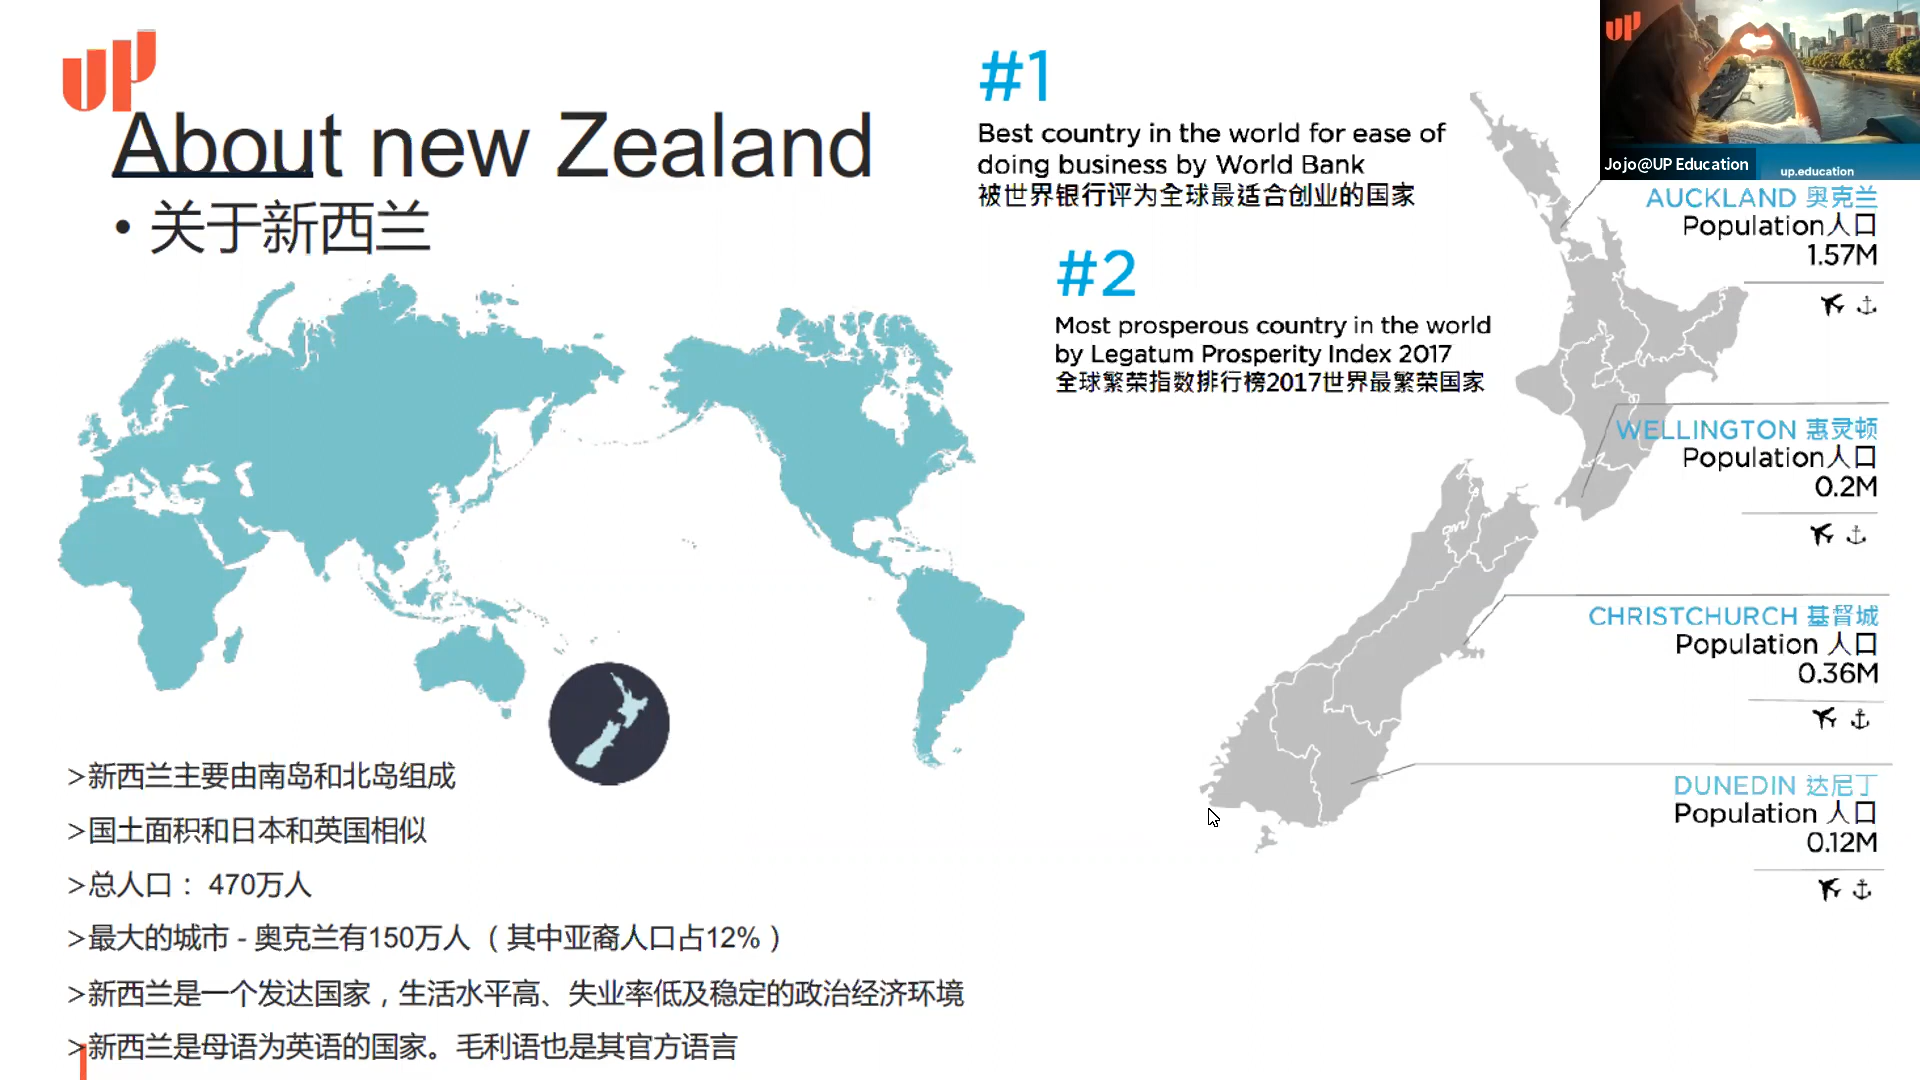 UP
About new Zealand
• 关于新西兰
#1
Best country in the world for ease of
doing business by World Bank
被世界银行评为全球最适合创业的国家
#2
Most prosperous country in the world
by Legatum Prosperity Index 2017
全球繁荣指数排行榜2017世界最繁荣国家
UP
Jojo@UP Education
up.education
AUCKLAND 奥克兰
Population人口
1.57M
WELLINGTON 惠灵顿
Population人口
0.2M
CHRISTCHURCH 基督城
Population 人口
0.36M
DUNEDIN 达尼丁
Population 人口
0.12M
>新西兰主要由南岛和北岛组成
>国土面积和日本和英国相似
>总人口： 470万人
>最大的城市 - 奥克兰有150万人 （其中亚裔人口占12%）
>新西兰是一个发达国家，生活水平高、失业率低及稳定的政治经济环境
>新西兰是母语为英语的国家。毛利语也是其官方语言